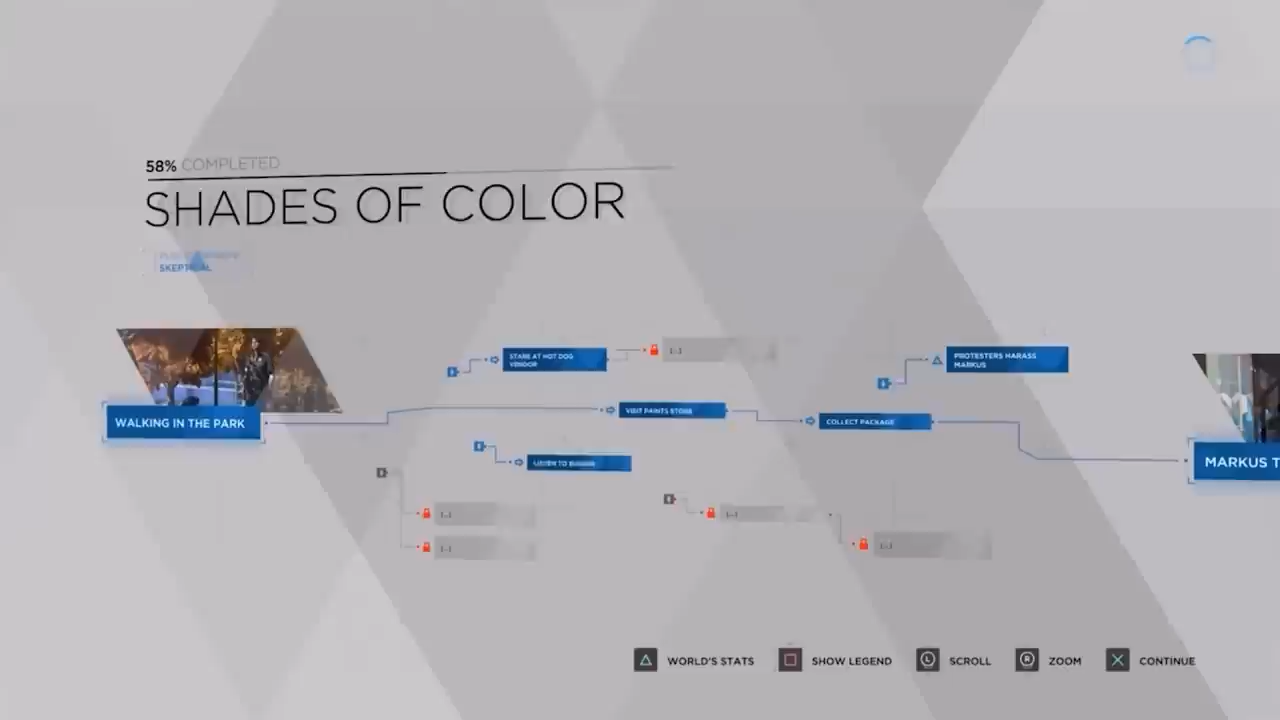 58% COMPLETED
SHADES OF COLOR
SKEPTICAL
STARE AT HOT DOG
VENDOR
[...]
PROTESTERS HARASS
MARKUS
WALKING IN THE PARK
VISIT PAINTS STORE
COLLECT PACKAGE
LISTEN TO
MARKUS T
[...]
[...]
[...]
[...]
WORLD'S STATS
SHOW LEGEND
L
SCROLL
R
ZOOM
CONTINUE